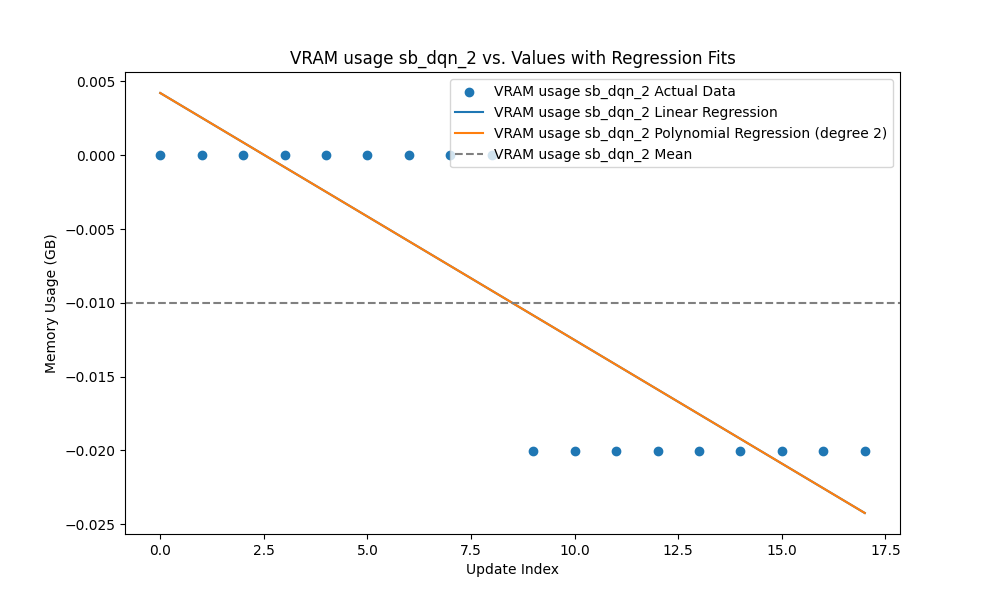 VRAM usage sb_dqn_2 vs. Values with Regression Fits
VRAM usage sb_dqn_2 Actual Data
VRAM usage sb_dqn_2 Linear Regression
VRAM usage sb_dqn_2 Polynomial Regression (degree 2)
VRAM usage sb_dqn_2 Mean
Memory Usage (GB)
0.005
0.000
−0.005
−0.010
−0.015
−0.020
−0.025
0.0 2.5 5.0 7.5 10.0 12.5 15.0 17.5
Update Index